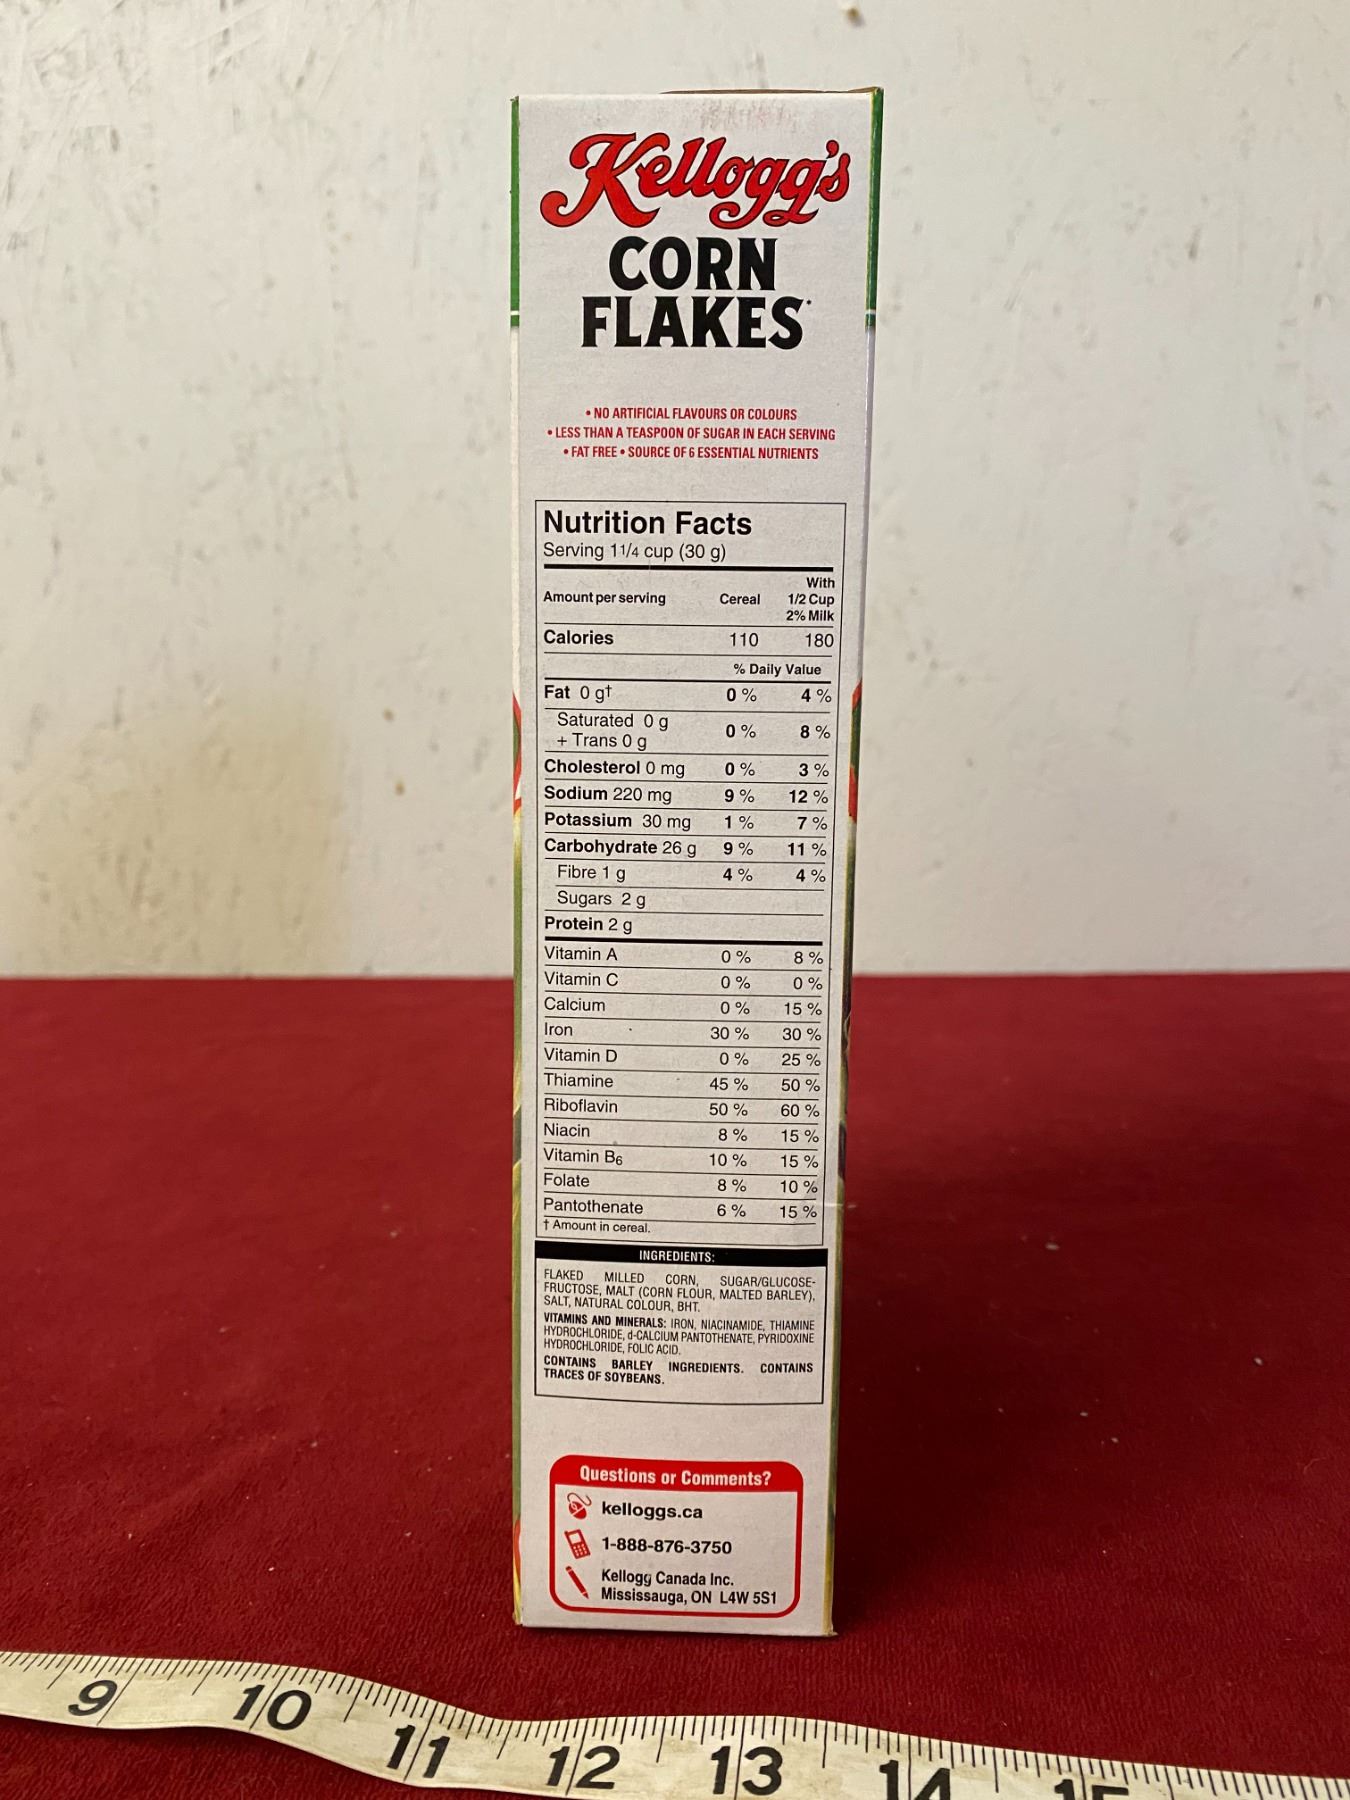 Kellogg's
CORN
FLAKES
• NO ARTIFICIAL FLAVOURS OR COLOURS
• LESS THAN A TEASPOON OF SUGAR IN EACH SERVING
• FAT FREE • SOURCE OF 6 ESSENTIAL NUTRIENTS
Nutrition Facts
Serving 1 1/4 cup (30 g)
With
Amount per serving Cereal 1/2 Cup
2% Milk
Calories 110 180
% Daily Value
Fat 0 g† 0 % 4 %
Saturated 0 g
+ Trans 0 g 0 % 8 %
Cholesterol 0 mg 0 % 3 %
Sodium 220 mg 9 % 12 %
Potassium 30 mg 1 % 7 %
Carbohydrate 26 g 9 % 11 %
Fibre 1 g 4 % 4 %
Sugars 2 g
Protein 2 g
Vitamin A 0 % 8 %
Vitamin C 0 % 0 %
Calcium 0 % 15 %
Iron 30 % 30 %
Vitamin D 0 % 25 %
Thiamine 45 % 50 %
Riboflavin 50 % 60 %
Niacin 8 % 15 %
Vitamin B6 10 % 15 %
Folate 8 % 10 %
Pantothenate 6 % 15 %
† Amount in cereal.
INGREDIENTS:
FLAKED MILLED CORN, SUGAR/GLUCOSE-
FRUCTOSE, MALT (CORN FLOUR, MALTED BARLEY),
SALT, NATURAL COLOUR, BHT.
VITAMINS AND MINERALS: IRON, NIACINAMIDE, THIAMINE
HYDROCHLORIDE, d-CALCIUM PANTOTHENATE, PYRIDOXINE
HYDROCHLORIDE, FOLIC ACID.
CONTAINS BARLEY INGREDIENTS. CONTAINS
TRACES OF SOYBEANS.
Questions or Comments?
kelloggs.ca
1-888-876-3750
Kellogg Canada Inc.
Mississauga, ON L4W 5S1
9 10 11 12 13 14 15